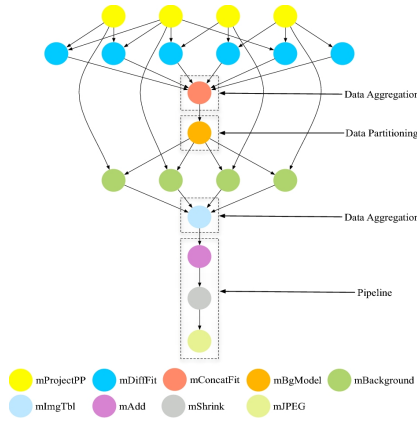 Data Aggregation
Data Partitioning
Data Aggregation
Pipeline
mProjectPP mDiffFit mConcatFit mBgModel mBackground
mImgTbl mAdd mShrink mJPEG